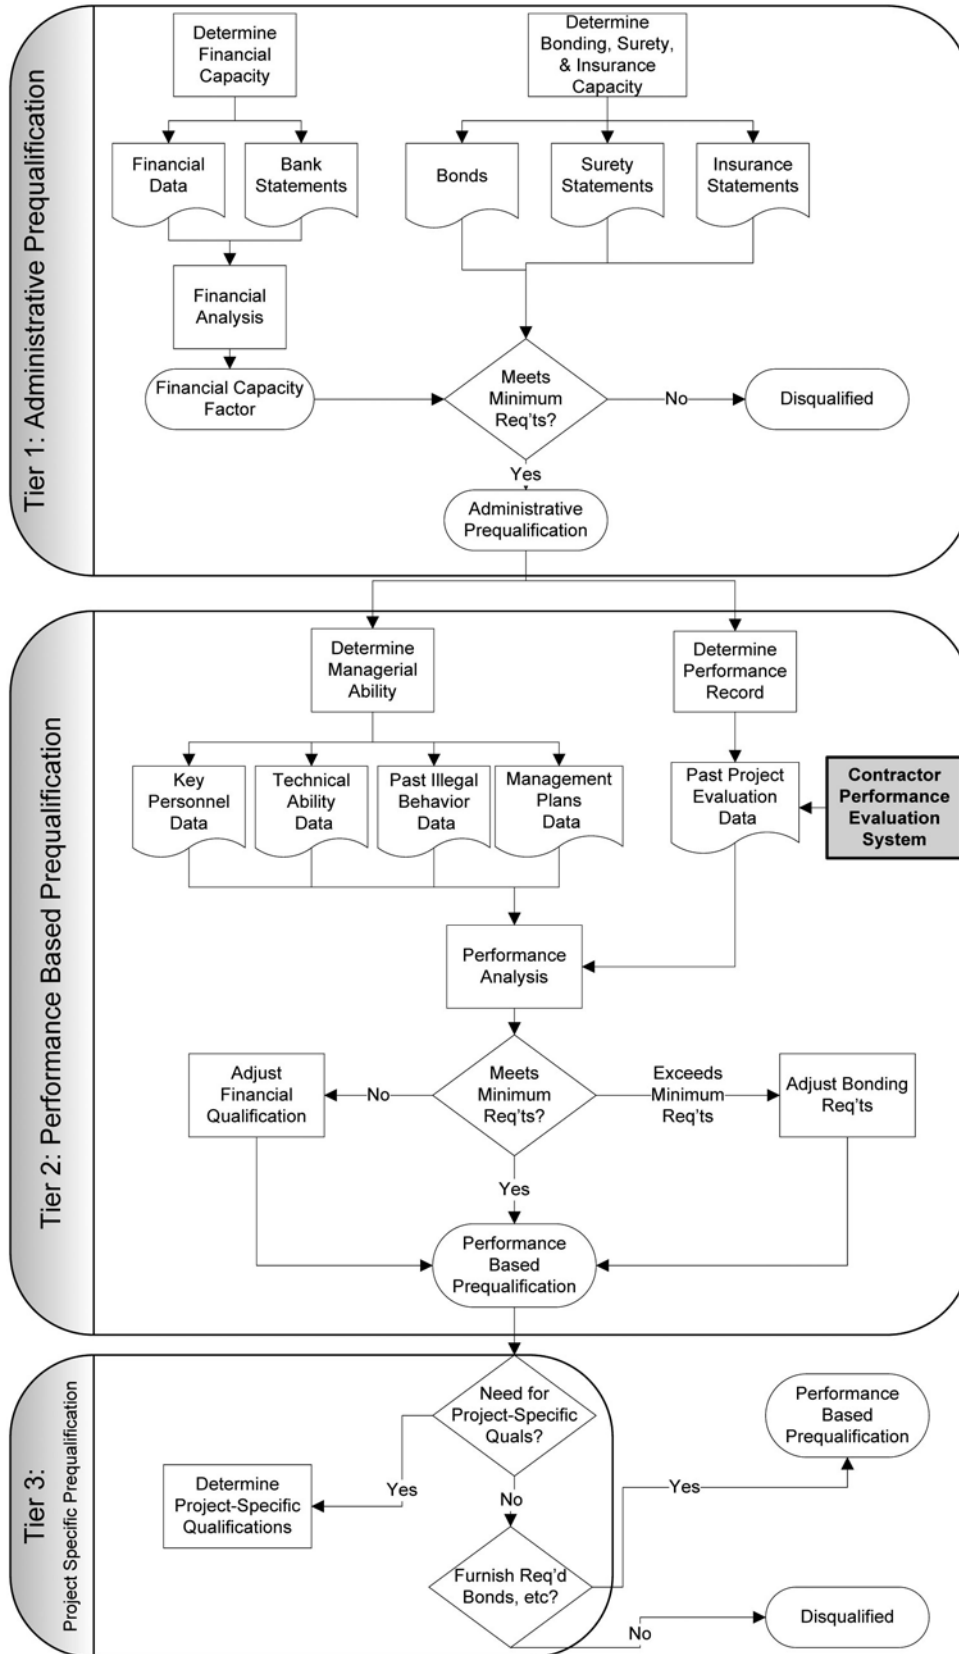 Tier 1: Administrative Prequalification
Determine
Financial
Capacity
Determine
Bonding, Surety,
& Insurance
Capacity
Financial
Data
Bank
Statements
Bonds
Surety
Statements
Insurance
Statements
Financial
Analysis
Financial Capacity
Factor
Meets
Minimum
Req'ts?
No
Disqualified
Yes
Administrative
Prequalification
Tier 2: Performance Based Prequalification
Determine
Managerial
Ability
Determine
Performance
Record
Key
Personnel
Data
Technical
Ability
Data
Past Illegal
Behavior
Data
Management
Plans
Data
Past Project
Evaluation
Data
Contractor
Performance
Evaluation
System
Performance
Analysis
Adjust
Financial
Qualification
No
Meets
Minimum
Req'ts?
Exceeds
Minimum
Req'ts
Adjust Bonding
Req'ts
Yes
Performance
Based
Prequalification
Tier 3:
Project Specific Prequalification
Need for
Project-Specific
Quals?
Performance
Based
Prequalification
Yes
Determine
Project-Specific
Qualifications
No
Yes
Furnish Req'd
Bonds, etc?
No
Disqualified